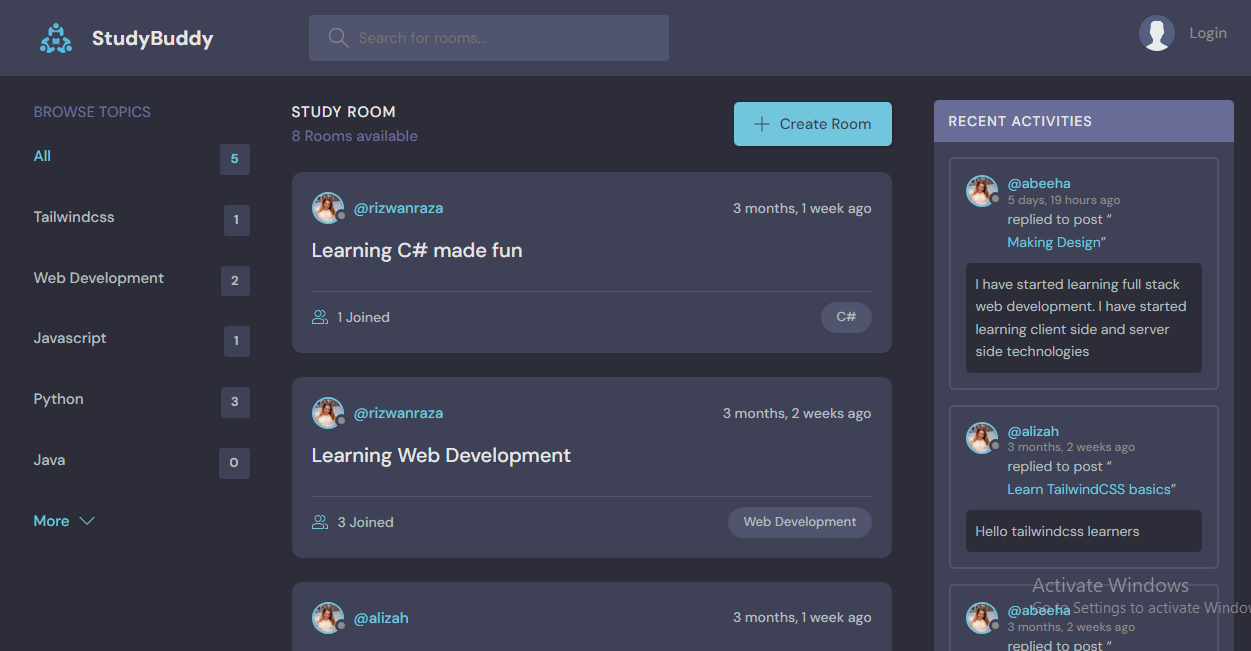 StudyBuddy
Search for rooms...
Login
BROWSE TOPICS
All 5
Tailwindcss 1
Web Development 2
Javascript 1
Python 3
Java 0
More
STUDY ROOM
8 Rooms available
Create Room
@rizwanraza 3 months, 1 week ago
Learning C# made fun
1 Joined C#
@rizwanraza 3 months, 2 weeks ago
Learning Web Development
3 Joined Web Development
@alizah 3 months, 1 week ago
RECENT ACTIVITIES
@abeeha
5 days, 19 hours ago
replied to post “
Making Design”
I have started learning full stack
web development. I have started
learning client side and server
side technologies
@alizah
3 months, 2 weeks ago
replied to post “
Learn TailwindCSS basics”
Hello tailwindcss learners
@abeeha
3 months, 2 weeks ago
replied to post “
Activate Windows
Go to Settings to activate Windo